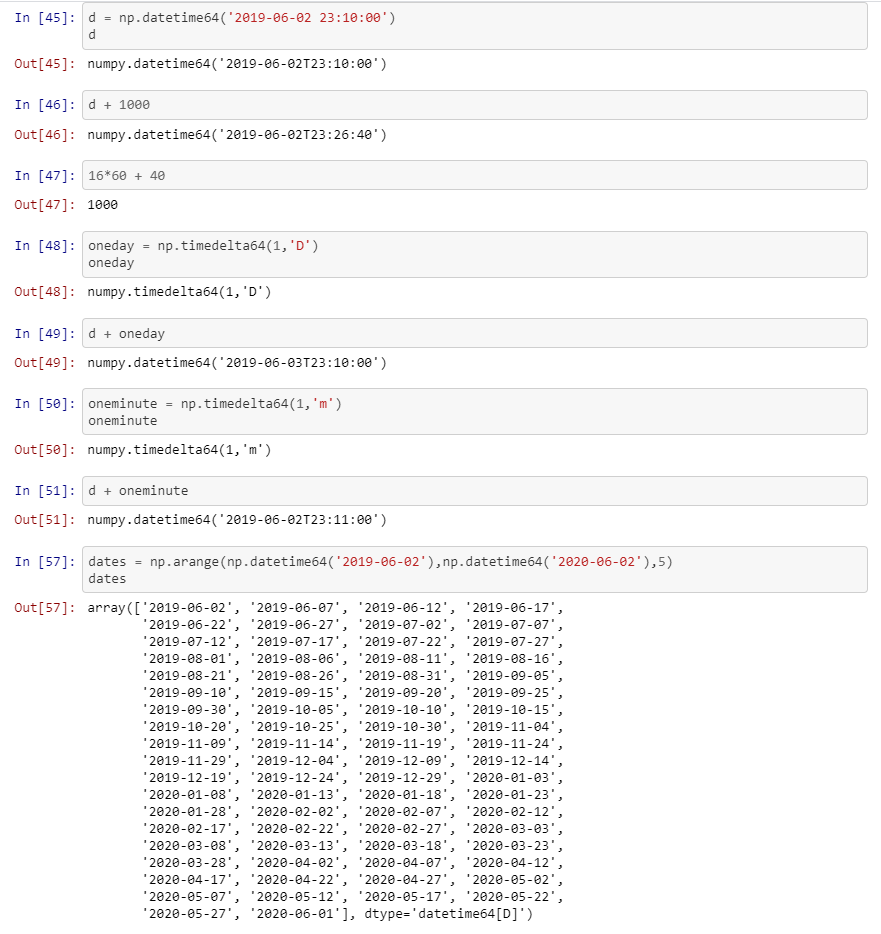 In [45]: d = np.datetime64('2019-06-02 23:10:00')
d
Out[45]: numpy.datetime64('2019-06-02T23:10:00')
In [46]: d + 1000
Out[46]: numpy.datetime64('2019-06-02T23:26:40')
In [47]: 16*60 + 40
Out[47]: 1000
In [48]: oneday = np.timedelta64(1,'D')
oneday
Out[48]: numpy.timedelta64(1,'D')
In [49]: d + oneday
Out[49]: numpy.datetime64('2019-06-03T23:10:00')
In [50]: oneminute = np.timedelta64(1,'m')
oneminute
Out[50]: numpy.timedelta64(1,'m')
In [51]: d + oneminute
Out[51]: numpy.datetime64('2019-06-02T23:11:00')
In [57]: dates = np.arange(np.datetime64('2019-06-02'),np.datetime64('2020-06-02'),5)
dates
Out[57]: array(['2019-06-02', '2019-06-07', '2019-06-12', '2019-06-17',
'2019-06-22', '2019-06-27', '2019-07-02', '2019-07-07',
'2019-07-12', '2019-07-17', '2019-07-22', '2019-07-27',
'2019-08-01', '2019-08-06', '2019-08-11', '2019-08-16',
'2019-08-21', '2019-08-26', '2019-08-31', '2019-09-05',
'2019-09-10', '2019-09-15', '2019-09-20', '2019-09-25',
'2019-09-30', '2019-10-05', '2019-10-10', '2019-10-15',
'2019-10-20', '2019-10-25', '2019-10-30', '2019-11-04',
'2019-11-09', '2019-11-14', '2019-11-19', '2019-11-24',
'2019-11-29', '2019-12-04', '2019-12-09', '2019-12-14',
'2019-12-19', '2019-12-24', '2019-12-29', '2020-01-03',
'2020-01-08', '2020-01-13', '2020-01-18', '2020-01-23',
'2020-01-28', '2020-02-02', '2020-02-07', '2020-02-12',
'2020-02-17', '2020-02-22', '2020-02-27', '2020-03-03',
'2020-03-08', '2020-03-13', '2020-03-18', '2020-03-23',
'2020-03-28', '2020-04-02', '2020-04-07', '2020-04-12',
'2020-04-17', '2020-04-22', '2020-04-27', '2020-05-02',
'2020-05-07', '2020-05-12', '2020-05-17', '2020-05-22',
'2020-05-27', '2020-06-01'], dtype='datetime64[D]')